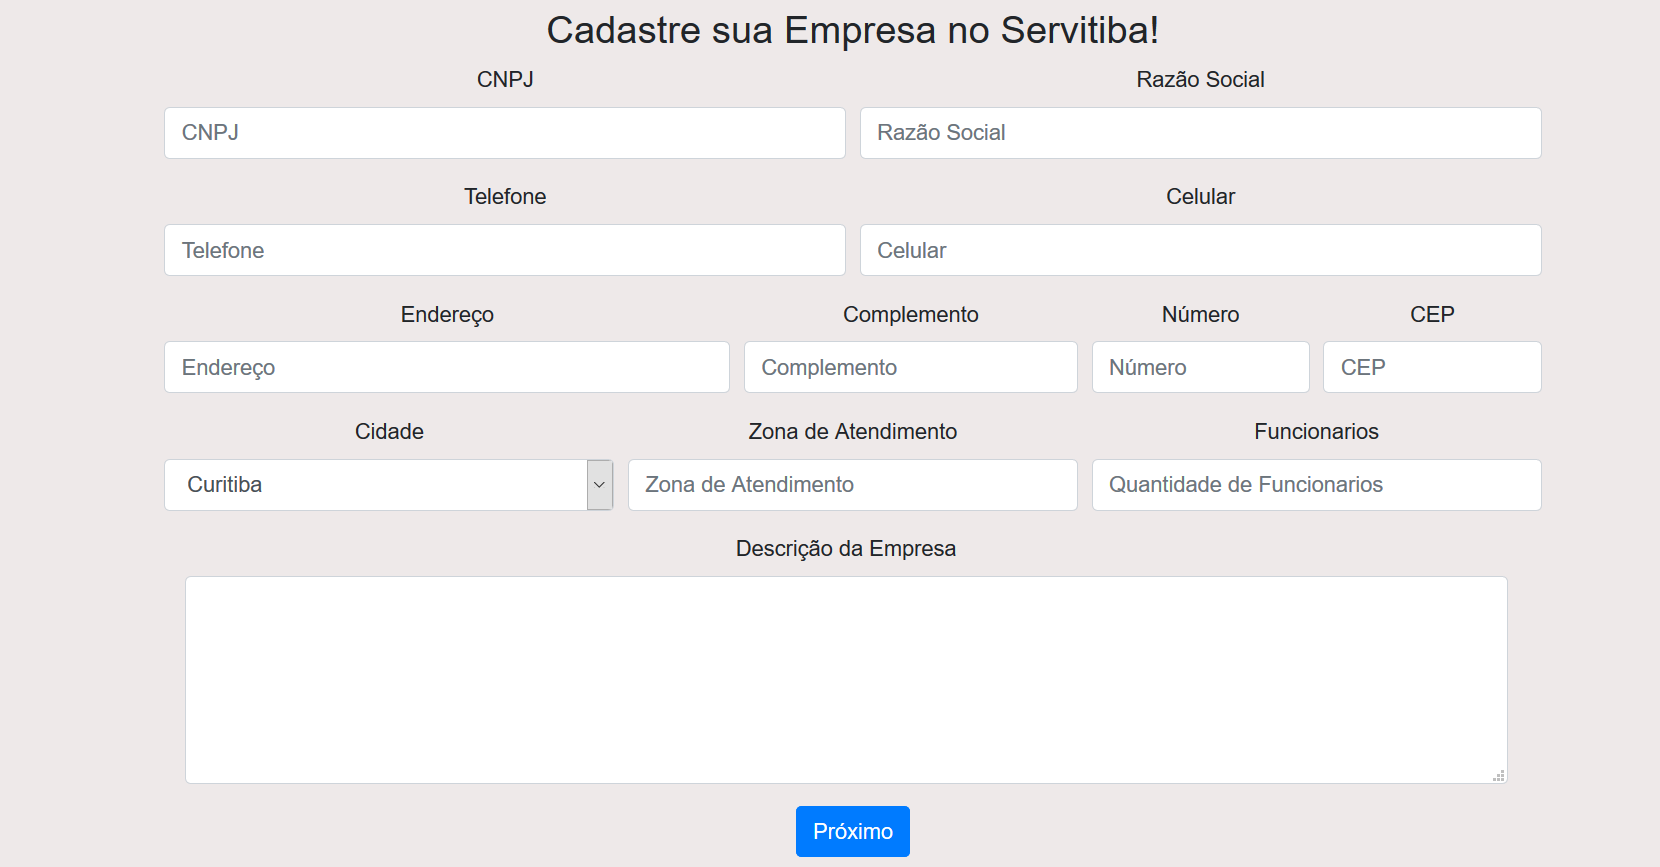 Cadastre sua Empresa no Servitiba!
CNPJ Razão Social
CNPJ Razão Social
Telefone Celular
Telefone Celular
Endereço Complemento Número CEP
Endereço Complemento Número CEP
Cidade Zona de Atendimento Funcionarios
Curitiba Zona de Atendimento Quantidade de Funcionarios
Descrição da Empresa
Próximo